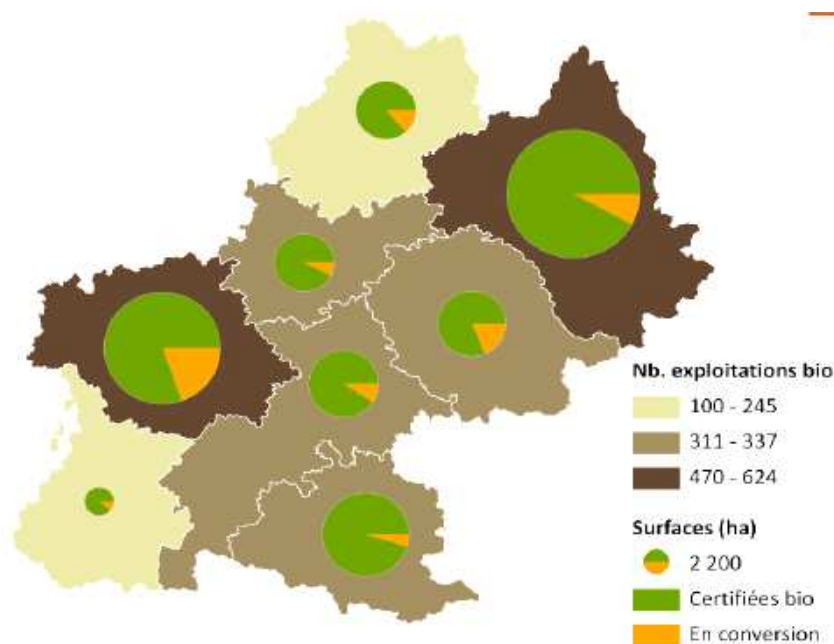 Nb. exploitations bio
100 - 245
311 - 337
470 - 624
Surfaces (ha)
2 200
Certifiées bio
En conversion